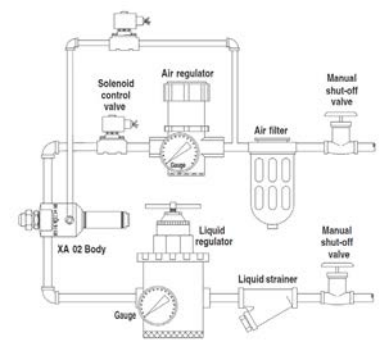 Air regulator
Solenoid
control
valve
Manual
shut-off
valve
Air filter
Gauge
XA 02 Body
Liquid
regulator
Manual
shut-off
valve
Liquid strainer
Gauge